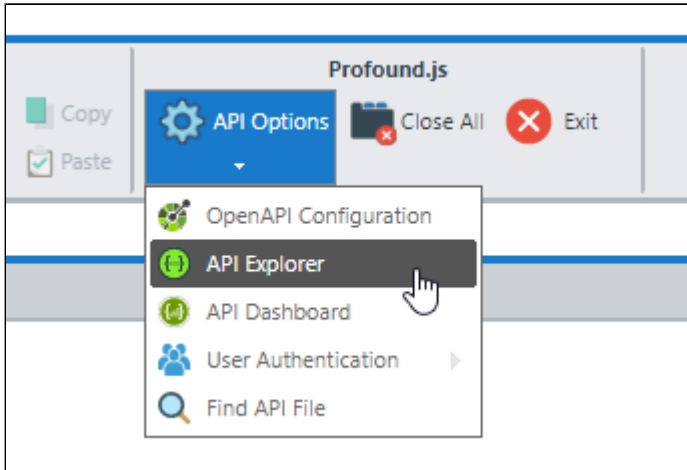 Profound.js
Copy
Paste
API Options
Close All
Exit
OpenAPI Configuration
API Explorer
API Dashboard
User Authentication
Find API File